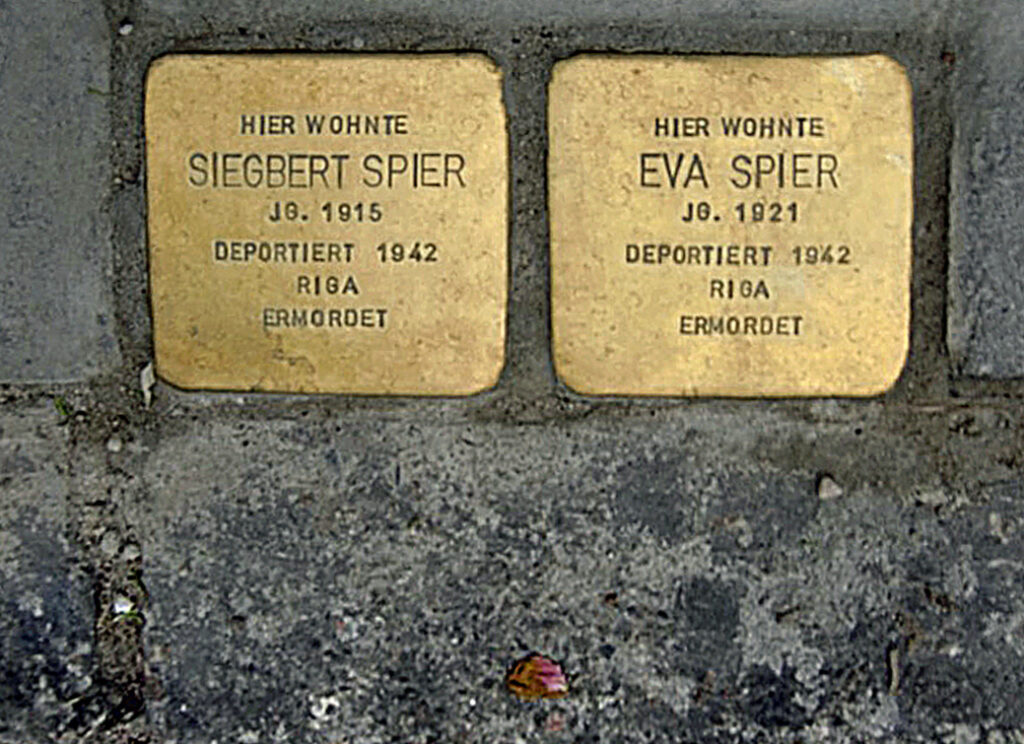 HIER WOHNTE
SIEGBERT SPIER
JG. 1915
DEPORTIERT 1942
RIGA
ERMORDET
HIER WOHNTE
EVA SPIER
JG. 1921
DEPORTIERT 1942
RIGA
ERMORDET